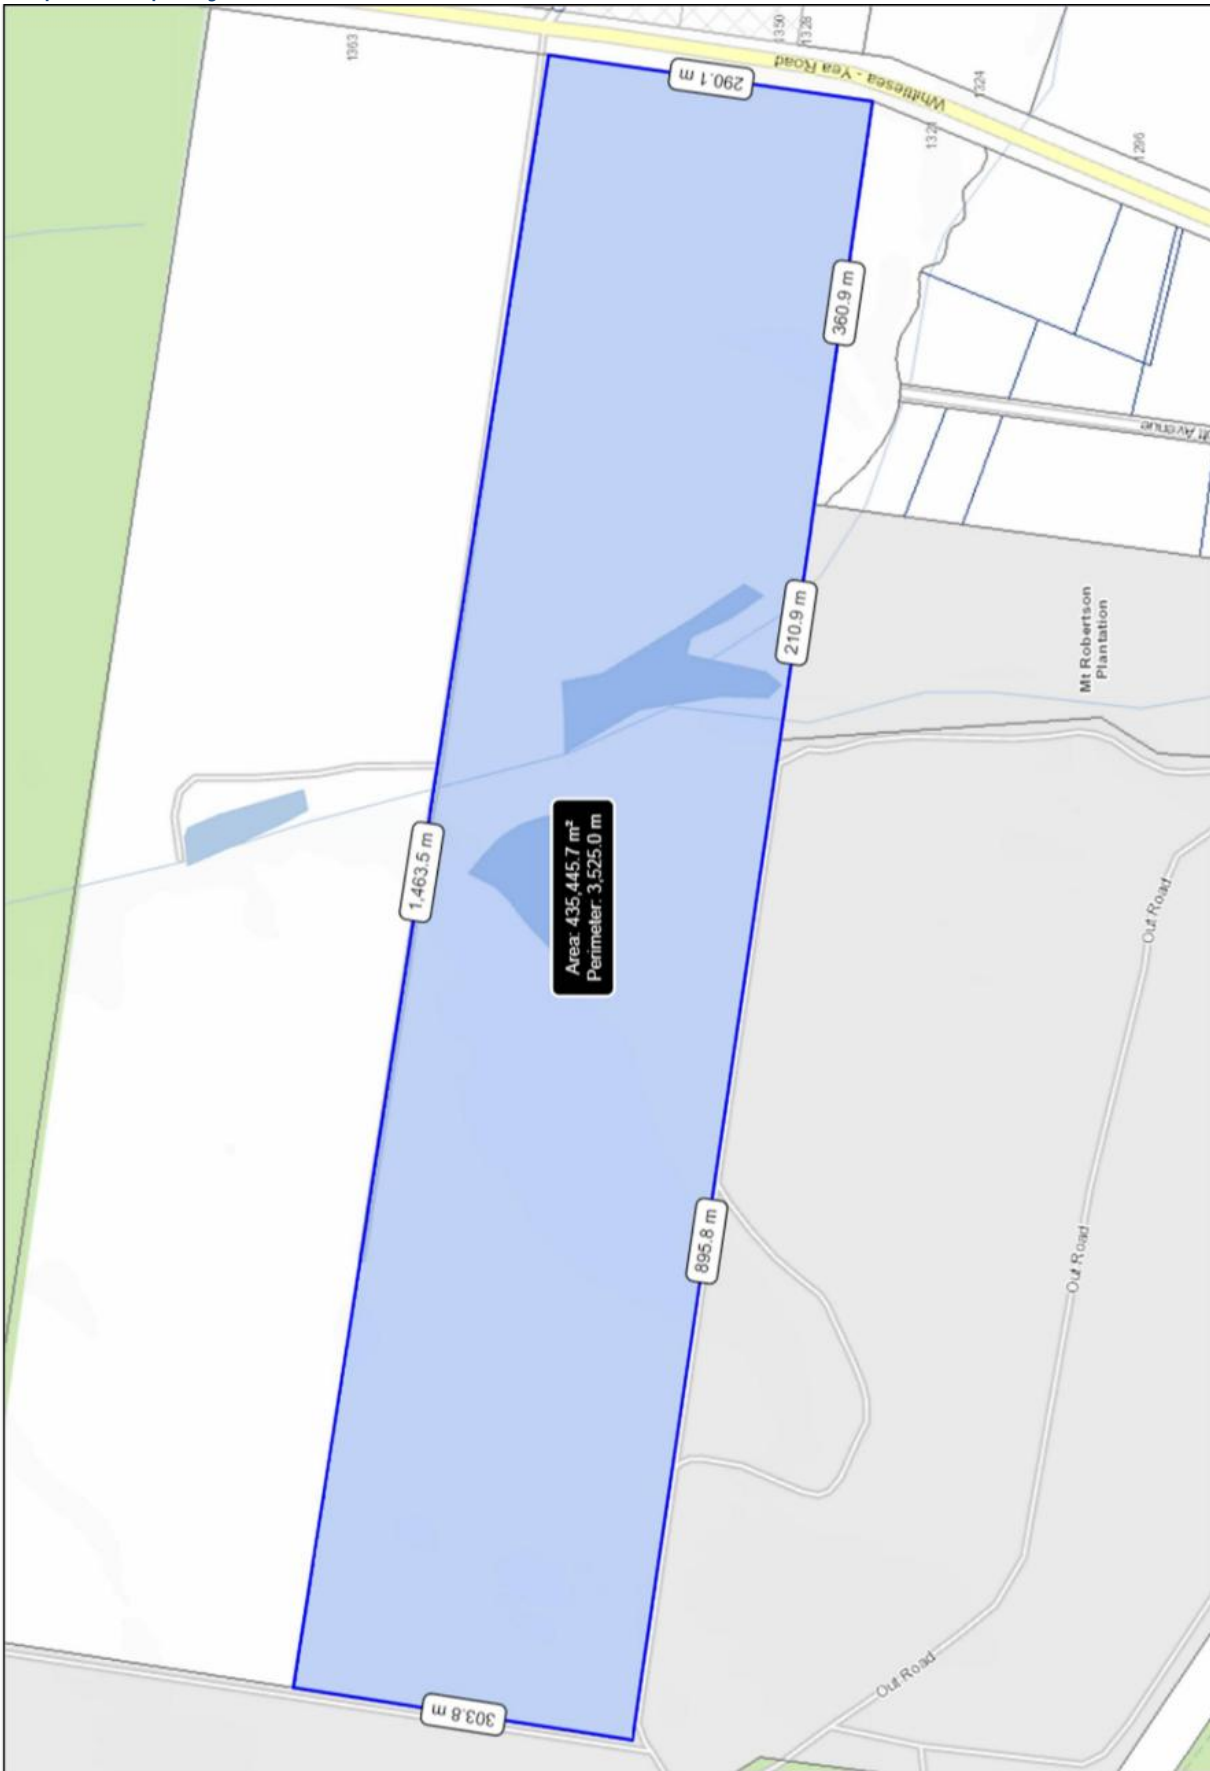 1363
1350
1328
290.1 m
Whittlesea - Yea Road
1324
1321
1296
360.9 m
210.9 m
Mt Robertson
Plantation
1,463.5 m
Area: 435,445.7 m²
Perimeter: 3,525.0 m
Out Road
895.8 m
Out Road
Out Road
303.8 m
Avenue